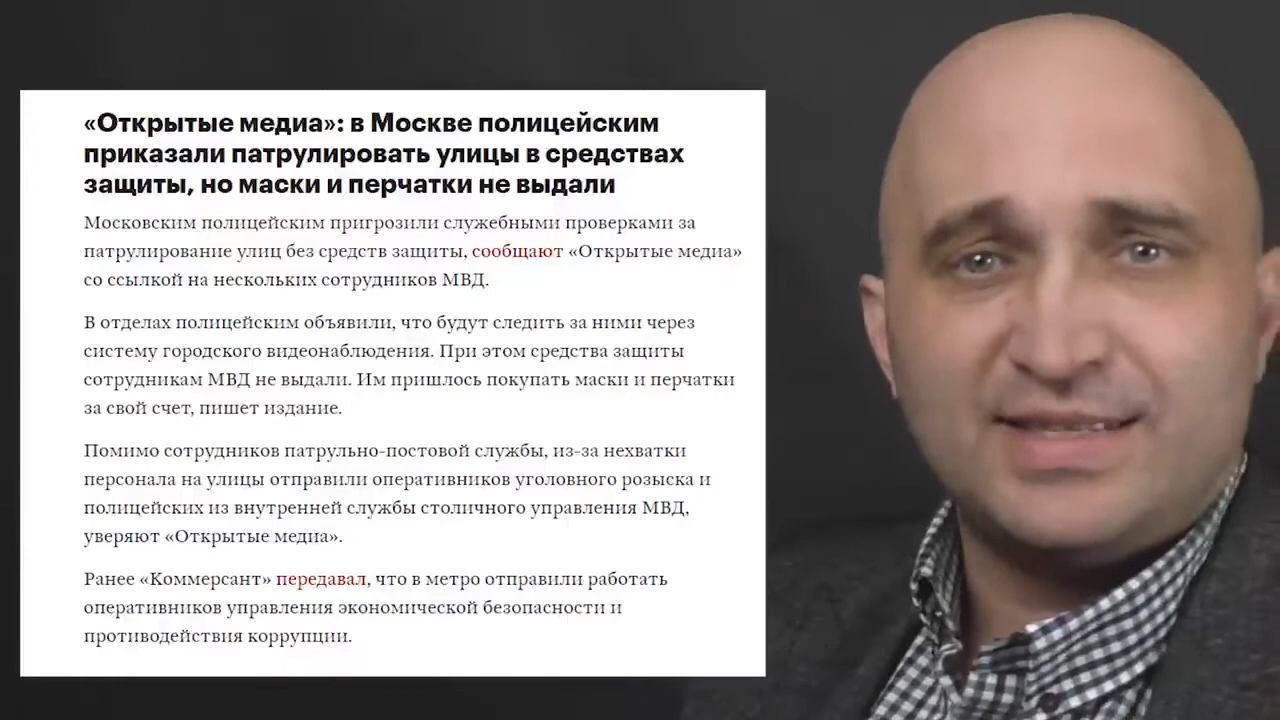 «Открытые медиа»: в Москве полицейским
приказали патрулировать улицы в средствах
защиты, но маски и перчатки не выдали
Московским полицейским пригрозили служебными проверками за
патрулирование улиц без средств защиты, сообщают «Открытые медиа»
со ссылкой на нескольких сотрудников МВД.
В отделах полицейским объявили, что будут следить за ними через
систему городского видеонаблюдения. При этом средства защиты
сотрудникам МВД не выдали. Им пришлось покупать маски и перчатки
за свой счет, пишет издание.
Помимо сотрудников патрульно-постовой службы, из-за нехватки
персонала на улицы отправили оперативников уголовного розыска и
полицейских из внутренней службы столичного управления МВД,
уверяют «Открытые медиа».
Ранее «Коммерсант» передавал, что в метро отправили работать
оперативников управления экономической безопасности и
противодействия коррупции.